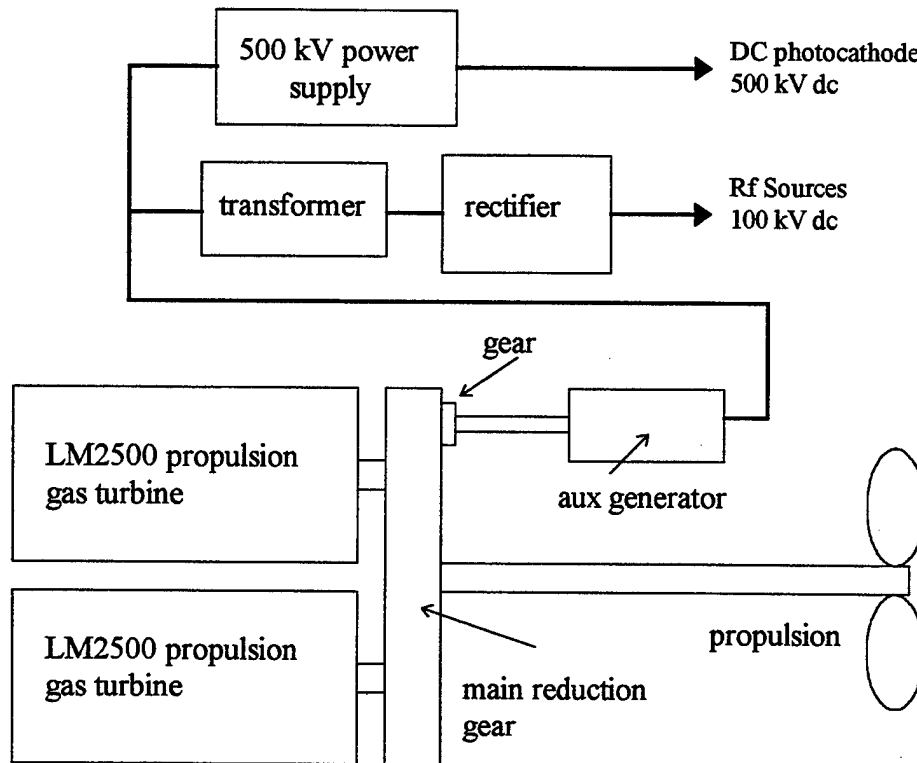 500 kV power
supply
DC photocathode
500 kV dc
transformer
rectifier
Rf Sources
100 kV dc
gear
LM2500 propulsion
gas turbine
aux generator
LM2500 propulsion
gas turbine
propulsion
main reduction
gear